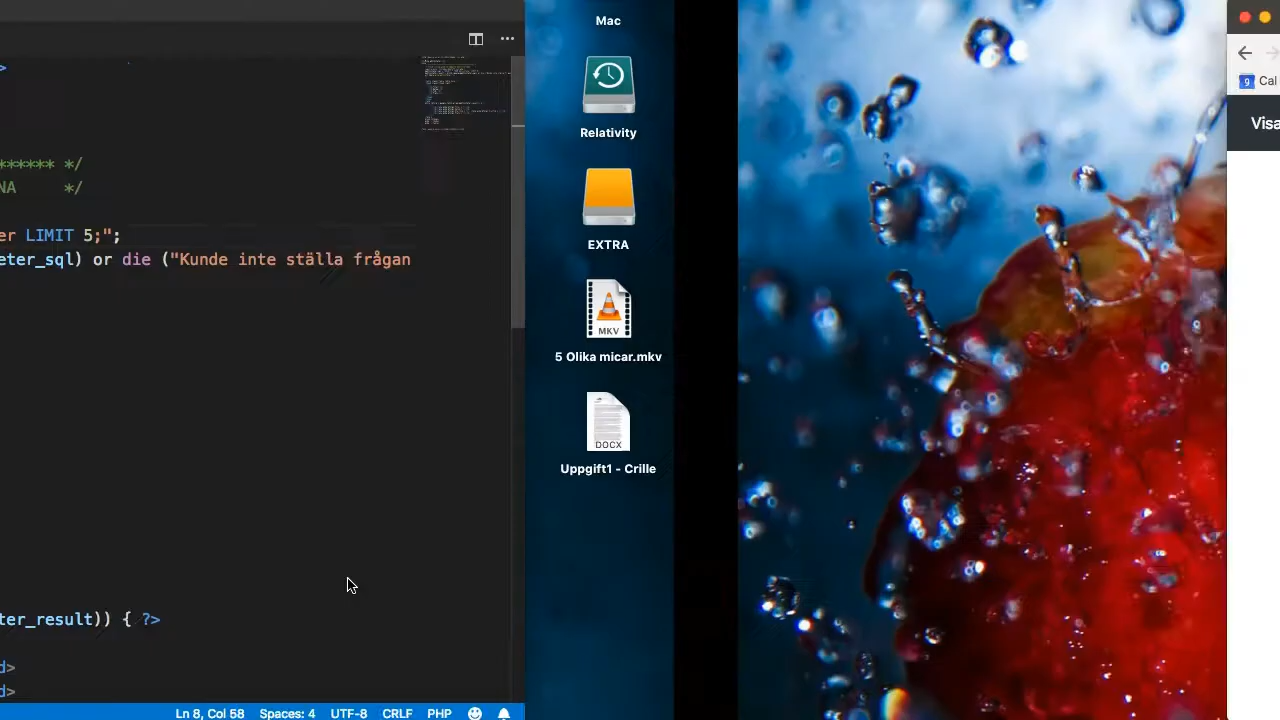 >
****** */
NA */
er LIMIT 5;";
eter_sql) or die ("Kunde inte ställa frågan
ter_result)) { ?>
d>
d>
Ln 8, Col 58 Spaces: 4 UTF-8 CRLF PHP
Mac
Relativity
EXTRA
MKV
5 Olika micar.mkv
DOCX
Uppgift1 - Crille
g Cal
Visa